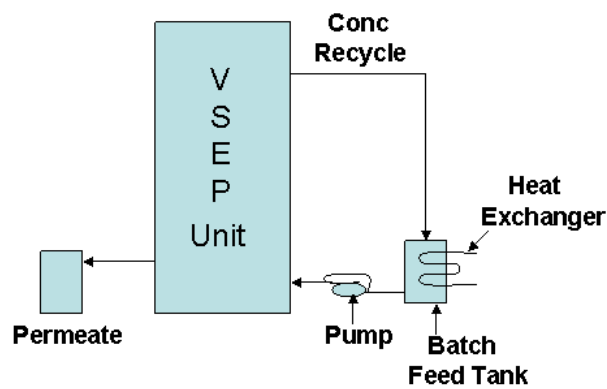 Conc
Recycle
V
S
E
P
Unit
Heat
Exchanger
Permeate
Pump
Batch
Feed Tank